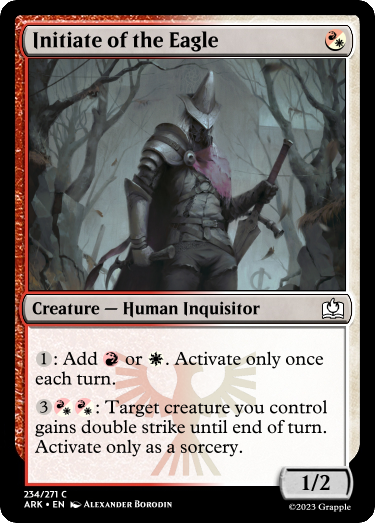 Initiate of the Eagle
Creature — Human Inquisitor
1: Add or. Activate only once
each turn.
3: Target creature you control
gains double strike until end of turn.
Activate only as a sorcery.
1/2
234/271 C
ARK • EN Alexander Borodin
©2023 Grapple